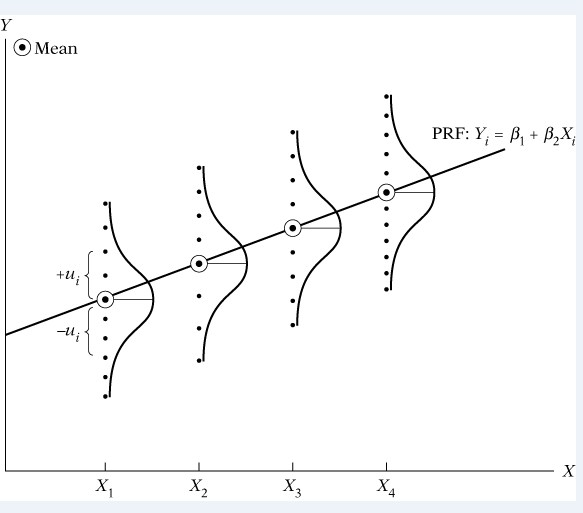 Y
Mean
PRF: Yᵢ = β₁ + β₂Xᵢ
+uᵢ
–uᵢ
X
X₁ X₂ X₃ X₄